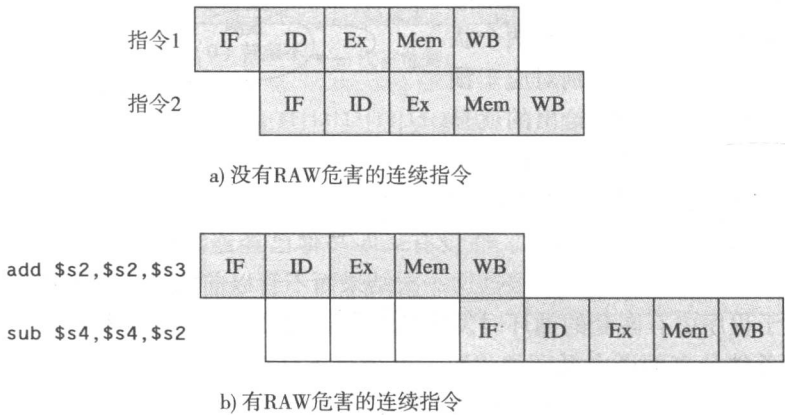 指令1 IF ID Ex Mem WB
指令2 IF ID Ex Mem WB
a) 没有RAW危害的连续指令
add $s2,$s2,$s3 IF ID Ex Mem WB
sub $s4,$s4,$s2 IF ID Ex Mem WB
b) 有RAW危害的连续指令